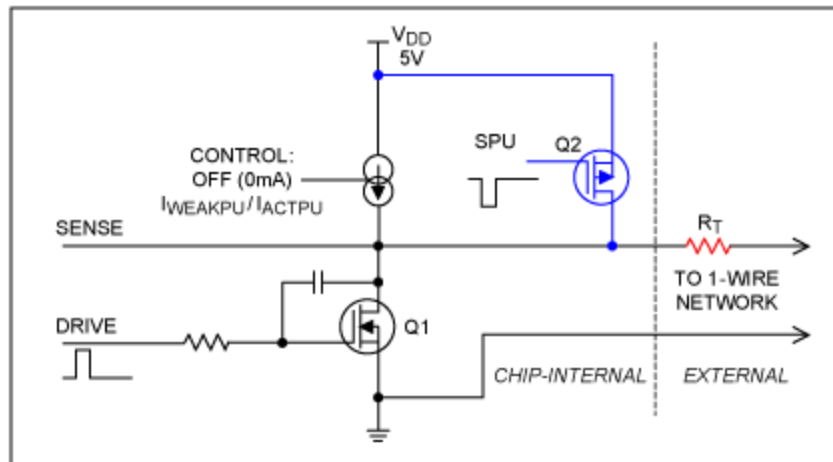 VDD
5V
SPU
Q2
CONTROL:
OFF (0mA)
IWEAKPU/IACTPU
SENSE
RT
TO 1-WIRE
NETWORK
DRIVE
Q1
CHIP-INTERNAL
EXTERNAL